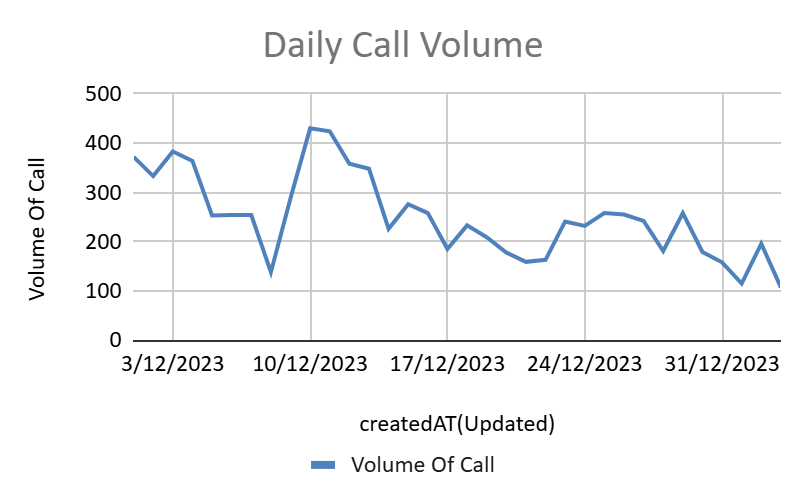 Daily Call Volume
500
400
300
200
100
0
Volume Of Call
3/12/2023 10/12/2023 17/12/2023 24/12/2023 31/12/2023
createdAT(Updated)
Volume Of Call